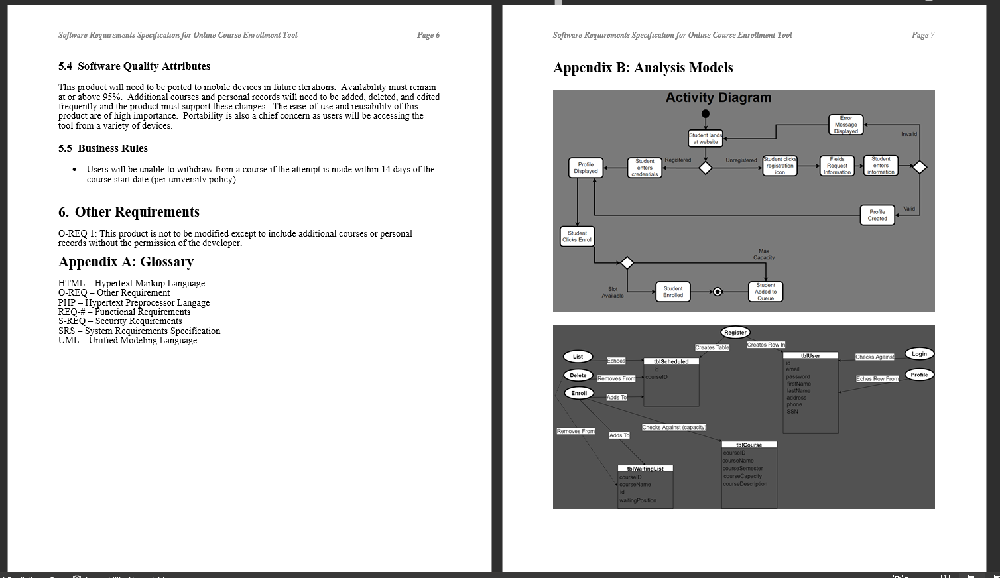 Software Requirements Specification for Online Course Enrollment Tool Page 6
5.4 Software Quality Attributes
This product will need to be ported to mobile devices in future iterations. Availability must remain
at or above 95%. Additional courses and personal records will need to be added, deleted, and edited
frequently and the product must support these changes. The ease-of-use and reusability of this
product are of high importance. Portability is also a chief concern as users will be accessing the
tool from a variety of devices.
5.5 Business Rules
• Users will be unable to withdraw from a course if the attempt is made within 14 days of the
course start date (per university policy).
6. Other Requirements
O-REQ 1: This product is not to be modified except to include additional courses or personal
records without the permission of the developer.
Appendix A: Glossary
HTML – Hypertext Markup Language
O-REQ – Other Requirement
PHP – Hypertext Preprocessor Langage
REQ-# – Functional Requirements
S-REQ – Security Requirements
SRS – System Requirements Specification
UML – Unified Modeling Language
Software Requirements Specification for Online Course Enrollment Tool Page 7
Appendix B: Analysis Models
Activity Diagram
Student lands
at website
Error
Message
Displayed
Invalid
Profile
Displayed
Student
enters
credentials
Registered
Unregistered
Student clicks
registration
icon
Fields
Request
Information
Student
enters
information
Profile
Created
Valid
Student
Clicks Enroll
Max
Capacity
Slot
Available
Student
Enrolled
Student
Added to
Queue
Register
Creates Table
Creates Row In
List
Echoes
tblScheduled
id
courseID
Delete
Removes From
Enroll
Adds To
tblUser
id
email
password
firstName
lastName
address
phone
SSN
Checks Against
Login
Eches Row From
Profile
Removes From
Adds To
Checks Against (capacity)
tblCourse
courseID
courseName
courseSemester
courseCapacity
courseDescription
tblWaitingList
courseID
courseName
id
waitingPosition